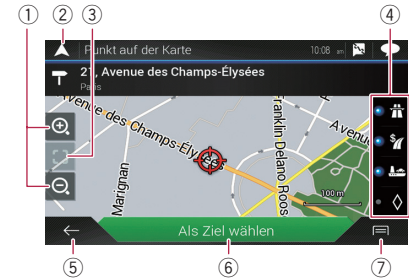 ① ② ③ ④
Punkt auf der Karte 10:08 am
21, Avenue des Champs-Élysées
Paris
Avenue des Champs-Élysées
Franklin Delano Roos
Avenu
Marignan
100 m
Als Ziel wählen
⑤ ⑥ ⑦